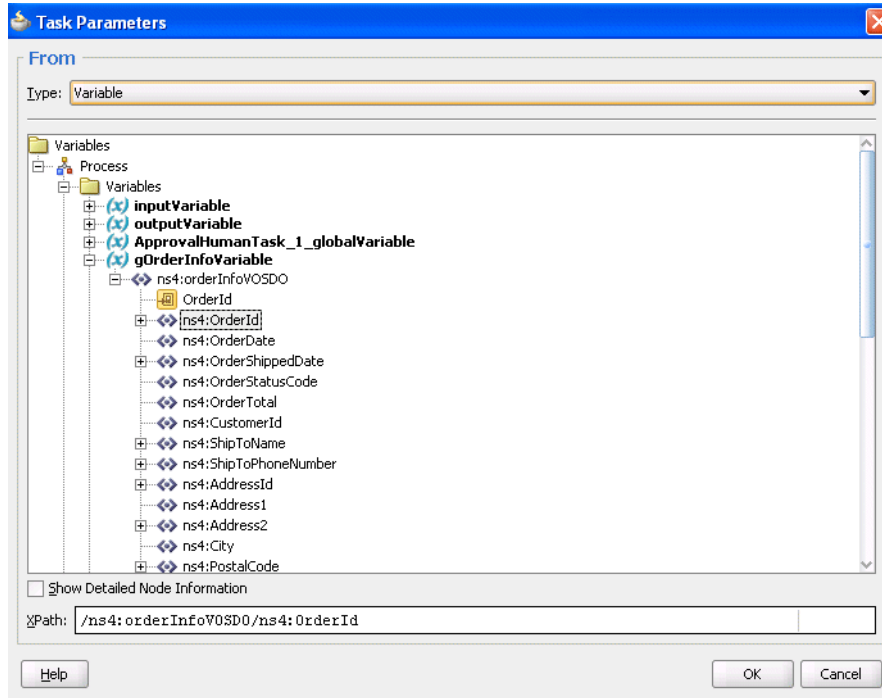 Task Parameters
From
Type: Variable
Variables
Process
Variables
inputVariable
outputVariable
ApprovalHumanTask_1_globalVariable
gOrderInfoVariable
ns4:orderInfoVOSDO
OrderId
ns4:OrderId
ns4:OrderDate
ns4:OrderShippedDate
ns4:OrderStatusCode
ns4:OrderTotal
ns4:CustomerId
ns4:ShipToName
ns4:ShipToPhoneNumber
ns4:AddressId
ns4:Address1
ns4:Address2
ns4:City
ns4:PostalCode
Show Detailed Node Information
XPath: /ns4:orderInfoVOSDO/ns4:OrderId
Help OK Cancel